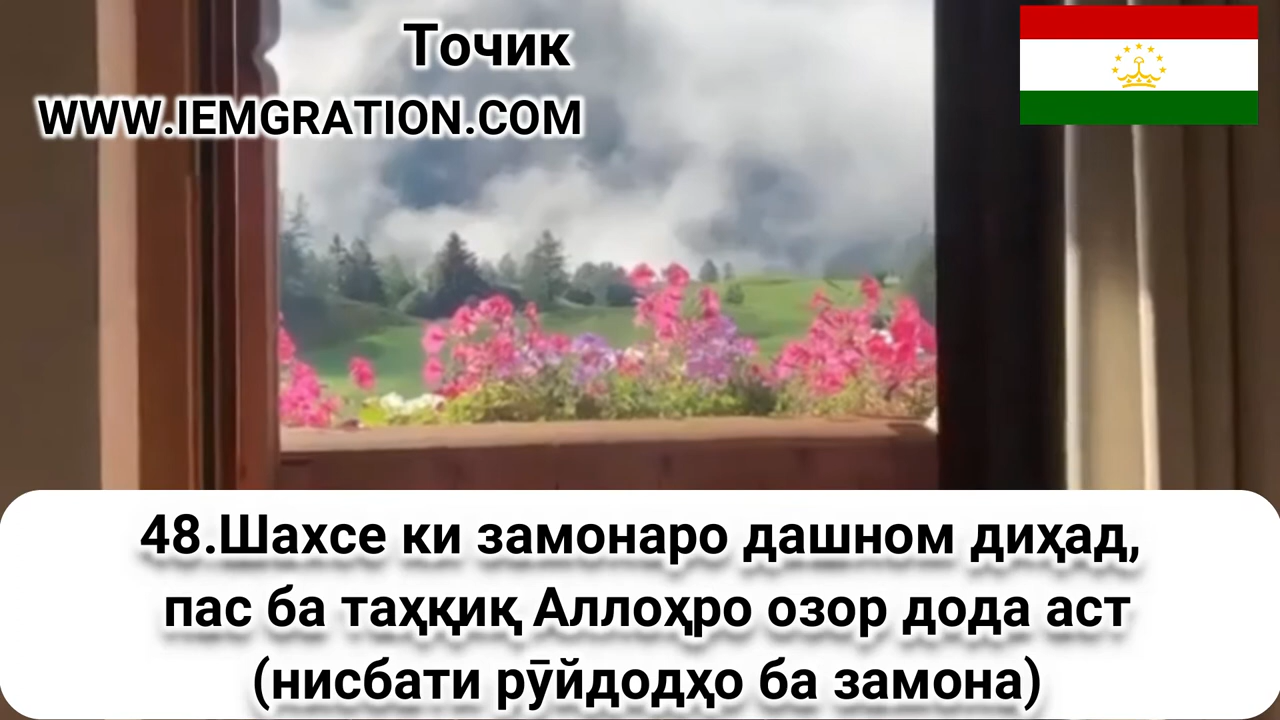 Точик
WWW.IEMGRATION.COM
48.Шахсе ки замонаро дашном диҳад,
пас ба таҳқиқ Аллоҳро озор дода аст
(нисбати рӯйдодҳо ба замона)